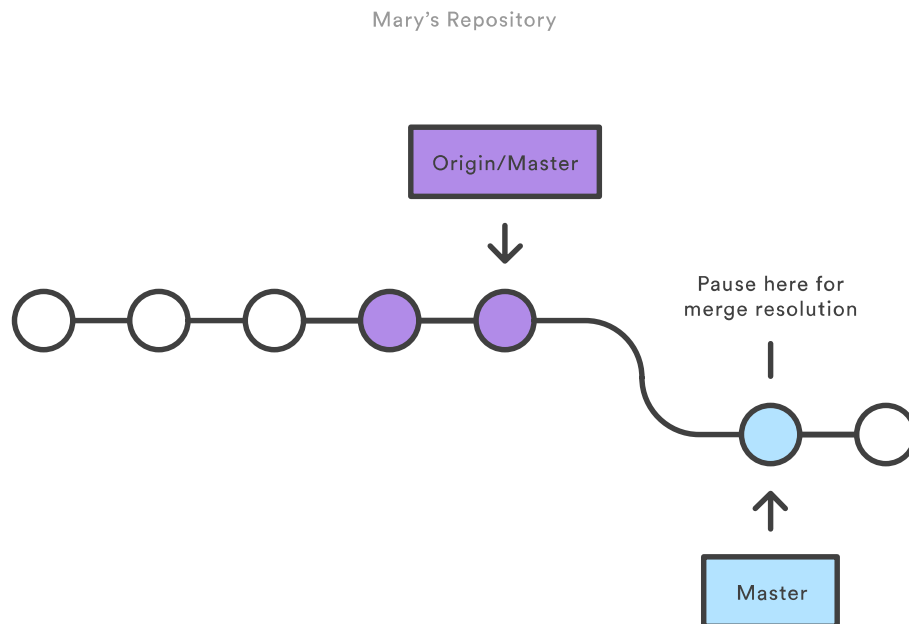 Mary’s Repository
Origin/Master
Pause here for
merge resolution
Master